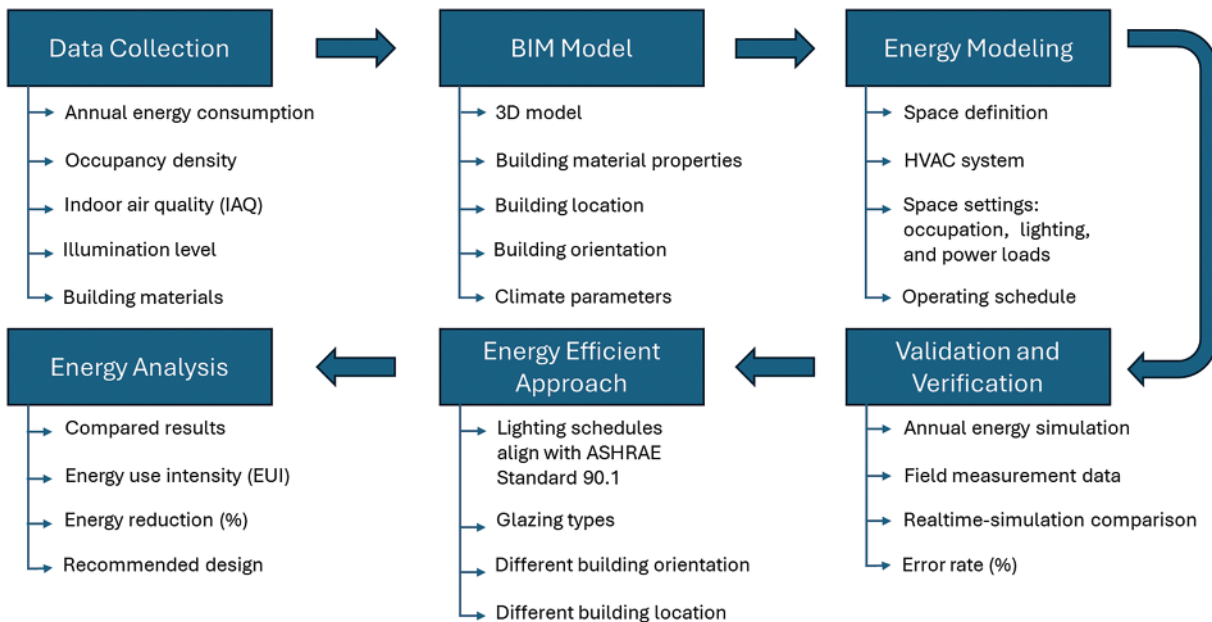 Data Collection
Annual energy consumption
Occupancy density
Indoor air quality (IAQ)
Illumination level
Building materials
BIM Model
3D model
Building material properties
Building location
Building orientation
Climate parameters
Energy Modeling
Space definition
HVAC system
Space settings:
occupation, lighting,
and power loads
Operating schedule
Validation and
Verification
Annual energy simulation
Field measurement data
Realtime-simulation comparison
Error rate (%)
Energy Efficient
Approach
Lighting schedules
align with ASHRAE
Standard 90.1
Glazing types
Different building orientation
Different building location
Energy Analysis
Compared results
Energy use intensity (EUI)
Energy reduction (%)
Recommended design